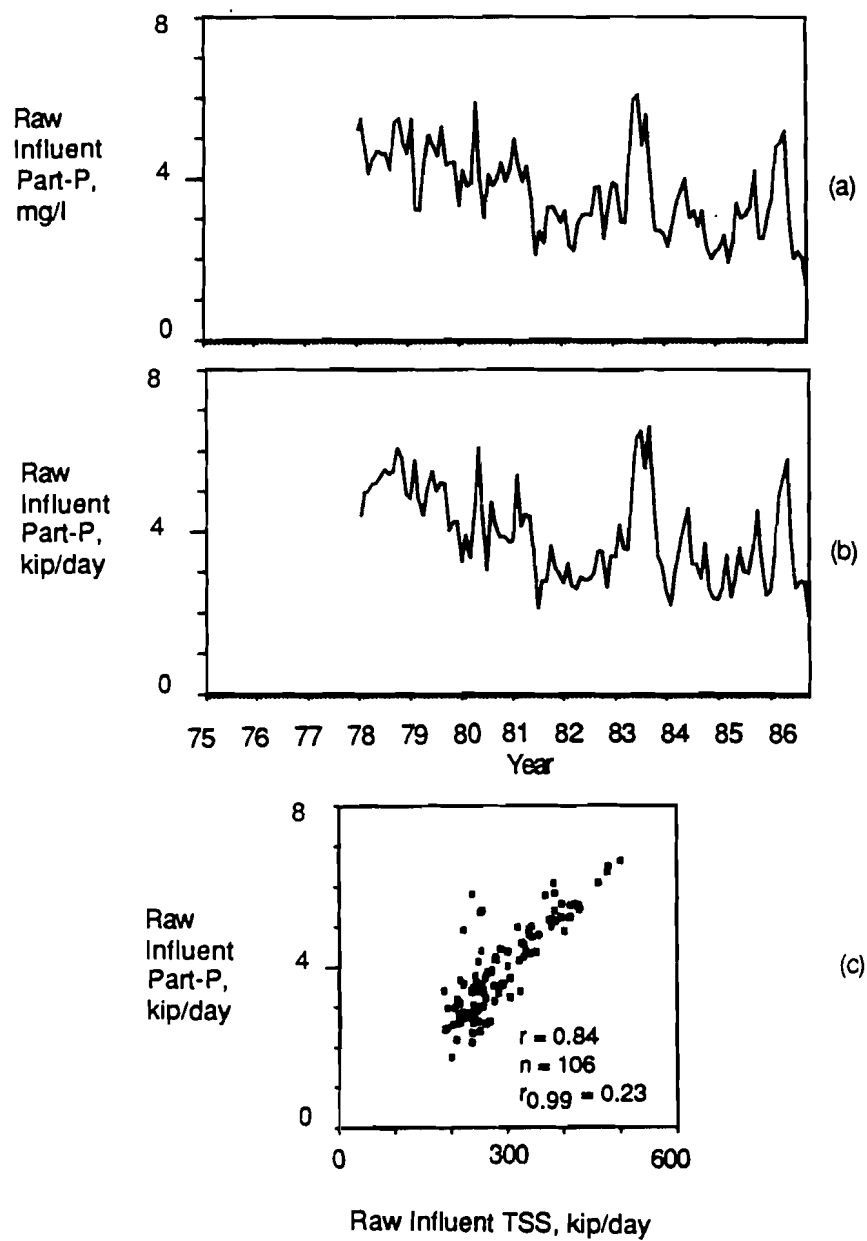 8
Raw
Influent
Part-P,
mg/l
4
(a)
0
8
Raw
Influent
Part-P,
kip/day
4
(b)
0
75 76 77 78 79 80 81 82 83 84 85 86
Year
8
Raw
Influent
Part-P,
kip/day
4
(c)
r = 0.84
n = 106
r0.99 = 0.23
0
0 300 600
Raw Influent TSS, kip/day